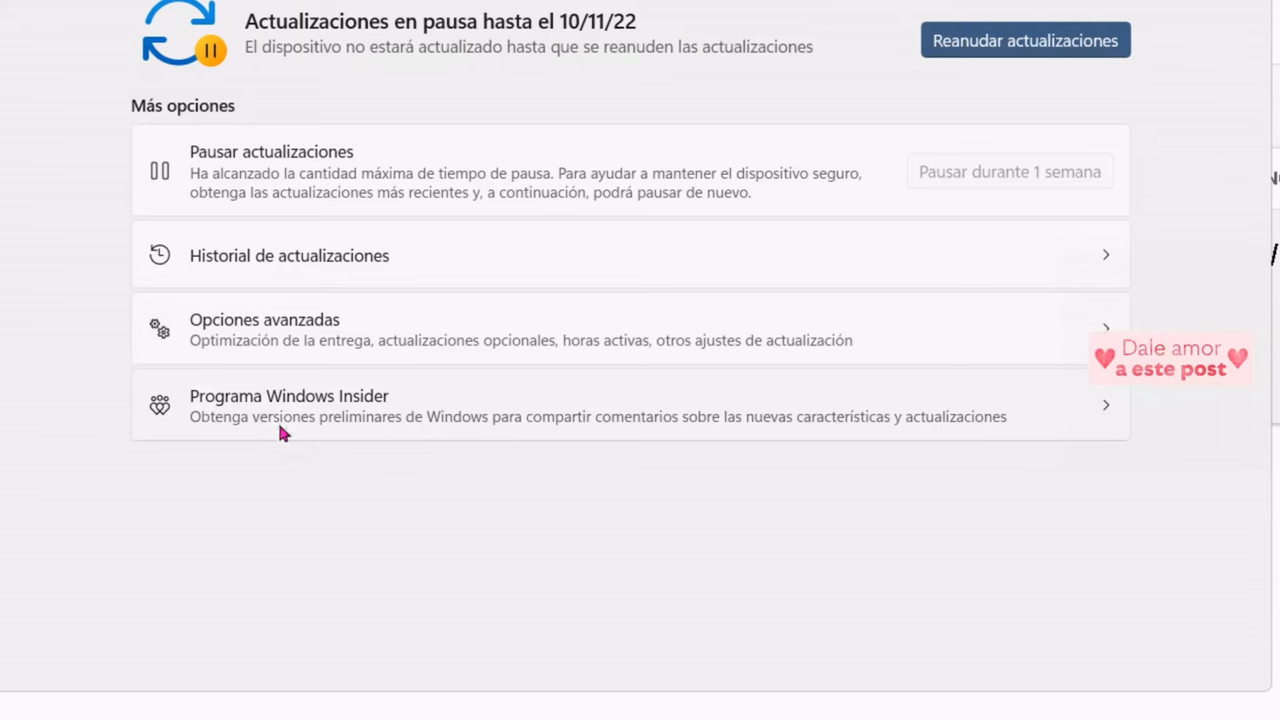 Actualizaciones en pausa hasta el 10/11/22
El dispositivo no estará actualizado hasta que se reanuden las actualizaciones
Reanudar actualizaciones
Más opciones
Pausar actualizaciones
Ha alcanzado la cantidad máxima de tiempo de pausa. Para ayudar a mantener el dispositivo seguro,
obtenga las actualizaciones más recientes y, a continuación, podrá pausar de nuevo.
Pausar durante 1 semana
Historial de actualizaciones
Opciones avanzadas
Optimización de la entrega, actualizaciones opcionales, horas activas, otros ajustes de actualización
Dale amor
a este post
Programa Windows Insider
Obtenga versiones preliminares de Windows para compartir comentarios sobre las nuevas características y actualizaciones